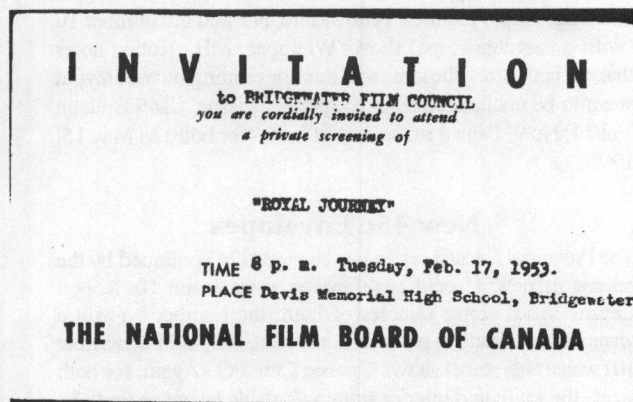 INVITATION
to BRIDGEWATER FILM COUNCIL
you are cordially invited to attend
a private screening of
"ROYAL JOURNEY"
TIME 8 p. m. Tuesday, Feb. 17, 1953.
PLACE Davis Memorial High School, Bridgewater
THE NATIONAL FILM BOARD OF CANADA